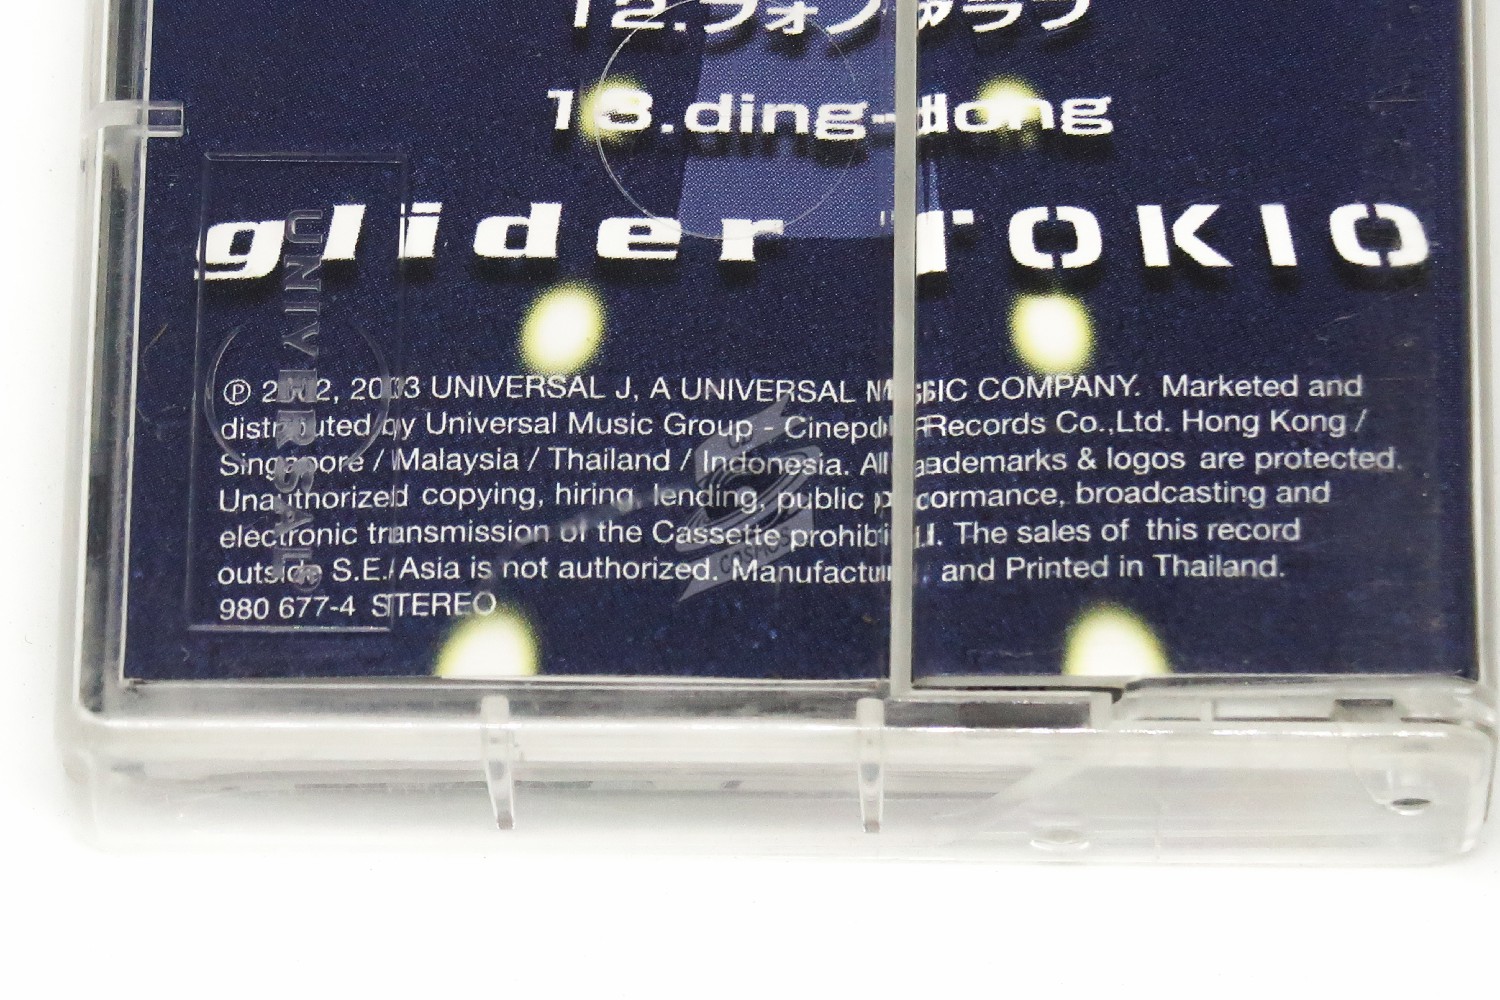 12.フォノグラフ
13.ding-dong
glider TOKIO
UNIVERSAL
℗ 2002, 2003 UNIVERSAL J, A UNIVERSAL MUSIC COMPANY. Marketed and
distributed by Universal Music Group - Cinepoly Records Co.,Ltd. Hong Kong /
Singapore / Malaysia / Thailand / Indonesia. All trademarks & logos are protected.
Unauthorized copying, hiring, lending, public performance, broadcasting and
electronic transmission of the Cassette prohibited. The sales of this record
outside S.E. Asia is not authorized. Manufactured and Printed in Thailand.
980 677-4 STEREO